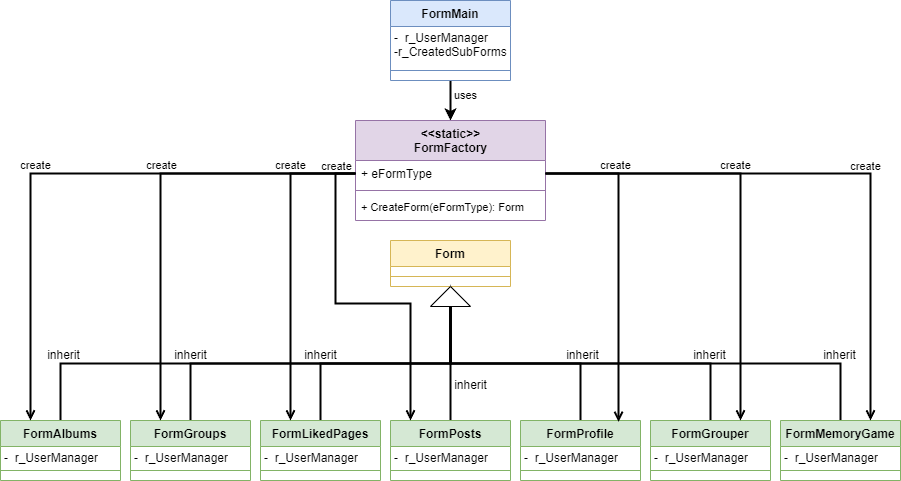 FormMain
- r_UserManager
-r_CreatedSubForms
uses
<<static>>
FormFactory
+ eFormType
+ CreateForm(eFormType): Form
create
create
create
create
create
create
create
Form
inherit
inherit
inherit
inherit
inherit
inherit
inherit
FormAlbums
- r_UserManager
FormGroups
- r_UserManager
FormLikedPages
- r_UserManager
FormPosts
- r_UserManager
FormProfile
- r_UserManager
FormGrouper
- r_UserManager
FormMemoryGame
- r_UserManager